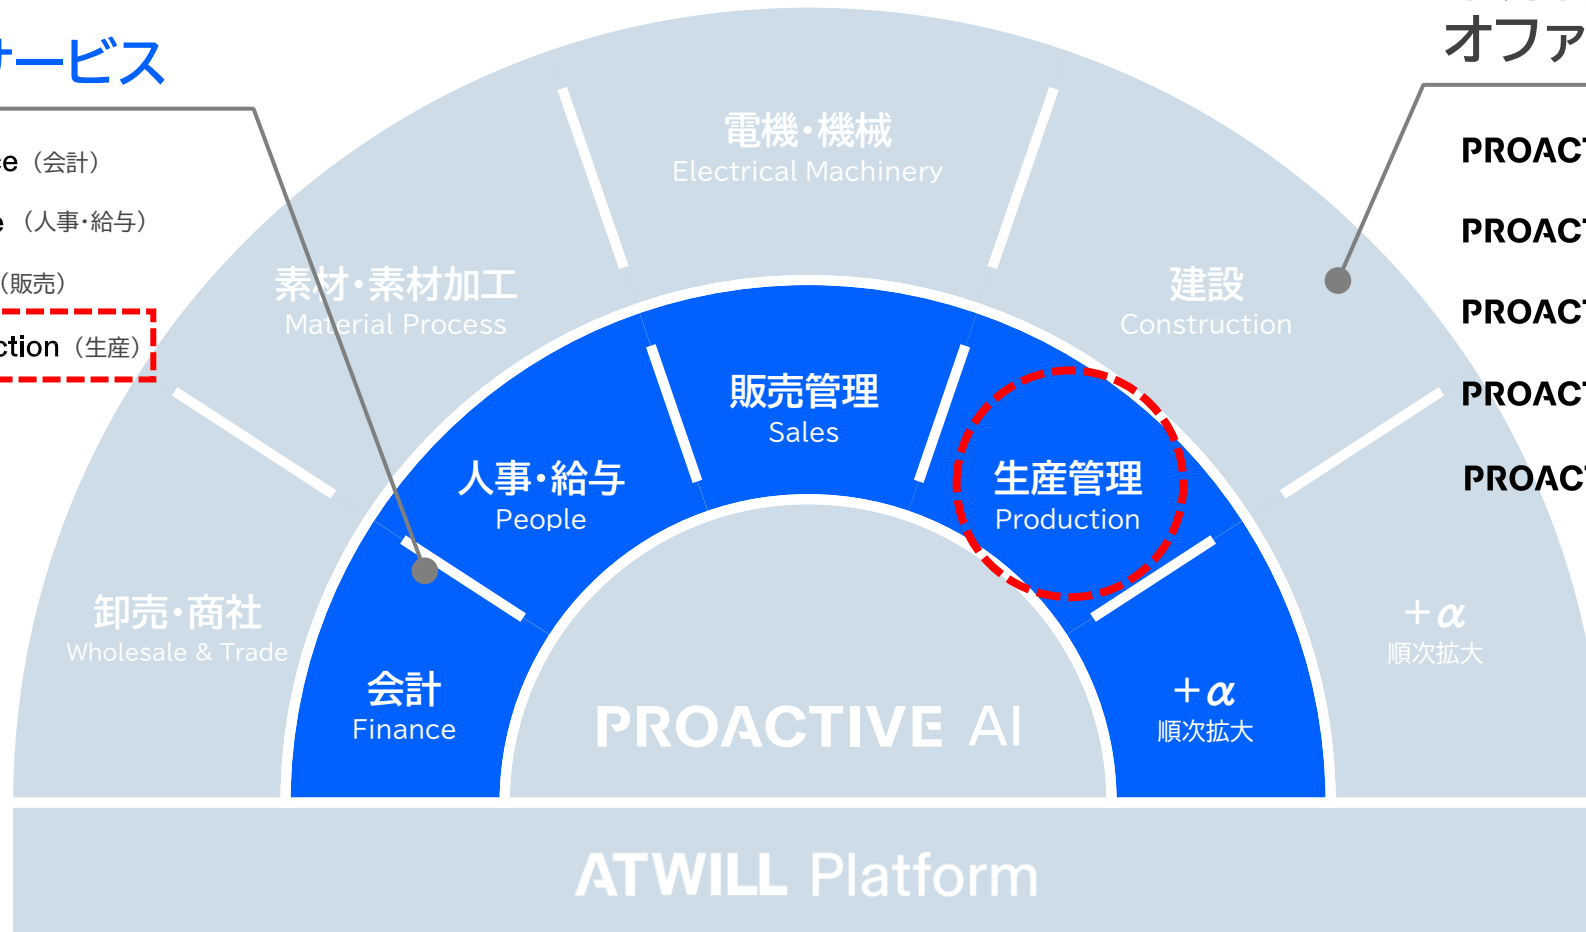 サービス
オファ
ce（会計）
e（人事・給与）
（販売）
ction（生産）
電機・機械
Electrical Machinery
素材・素材加工
Material Process
建設
Construction
卸売・商社
Wholesale & Trade
+α
順次拡大
販売管理
Sales
人事・給与
People
生産管理
Production
会計
Finance
+α
順次拡大
PROACTIVE AI
ATWILL Platform
PROACT
PROACT
PROACT
PROACT
PROACT